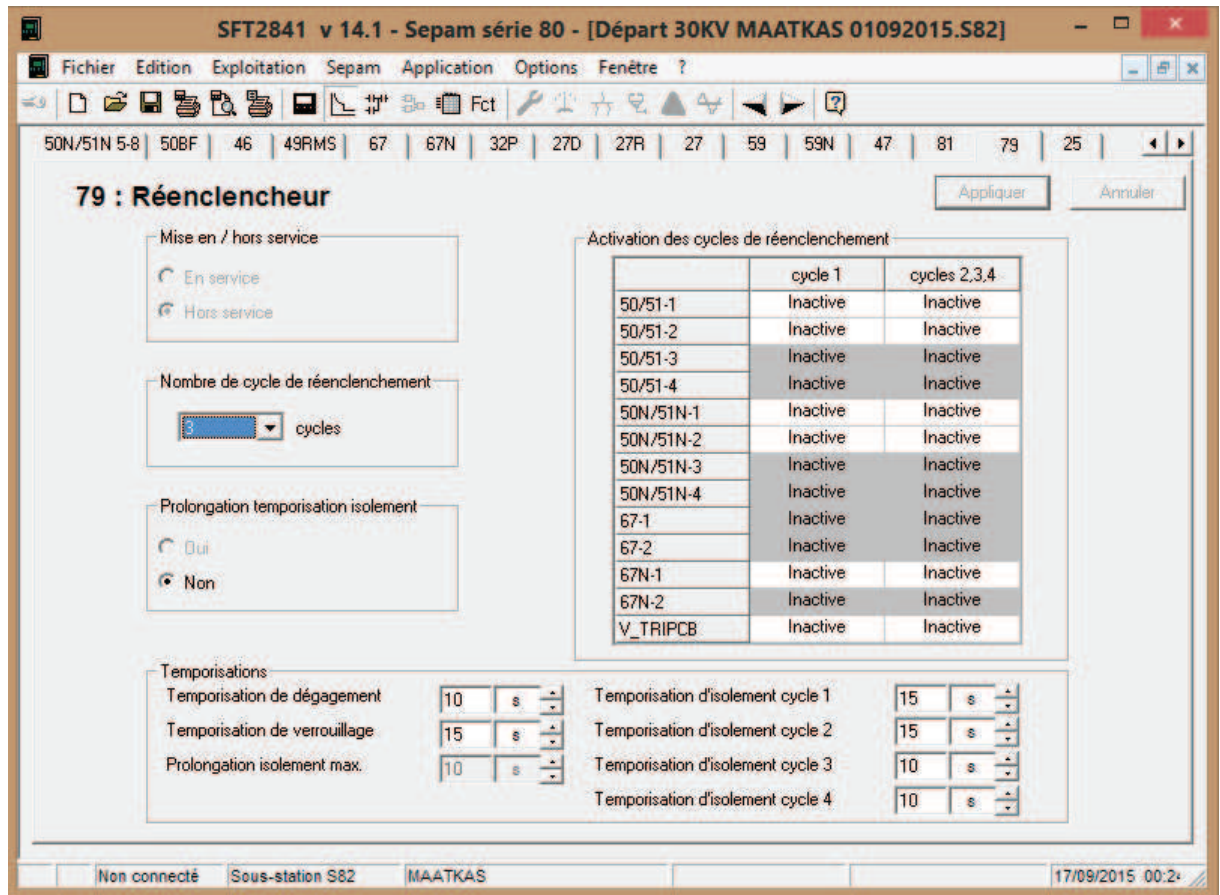 SFT2841 v 14.1 - Sepam série 80 - [Départ 30KV MAATKAS 01092015.S82]
Fichier Edition Exploitation Sepam Application Options Fenêtre ?
Fct
50N/51N 5-8 50BF 46 49RMS 67 67N 32P 27D 27R 27 59 59N 47 81 79 25
79 : Réenclencheur
Appliquer Annuler
Mise en / hors service
En service
Hors service
Nombre de cycle de réenclenchement
3 cycles
Prolongation temporisation isolement
Oui
Non
Activation des cycles de réenclenchement
cycle 1 cycles 2,3,4
50/51-1 Inactive Inactive
50/51-2 Inactive Inactive
50/51-3 Inactive Inactive
50/51-4 Inactive Inactive
50N/51N-1 Inactive Inactive
50N/51N-2 Inactive Inactive
50N/51N-3 Inactive Inactive
50N/51N-4 Inactive Inactive
67-1 Inactive Inactive
67-2 Inactive Inactive
67N-1 Inactive Inactive
67N-2 Inactive Inactive
V_TRIPCB Inactive Inactive
Temporisations
Temporisation de dégagement 10 s
Temporisation de verrouillage 15 s
Prolongation isolement max. 10 s
Temporisation d'isolement cycle 1 15 s
Temporisation d'isolement cycle 2 15 s
Temporisation d'isolement cycle 3 10 s
Temporisation d'isolement cycle 4 10 s
Non connecté Sous-station S82 MAATKAS 17/09/2015 00:2